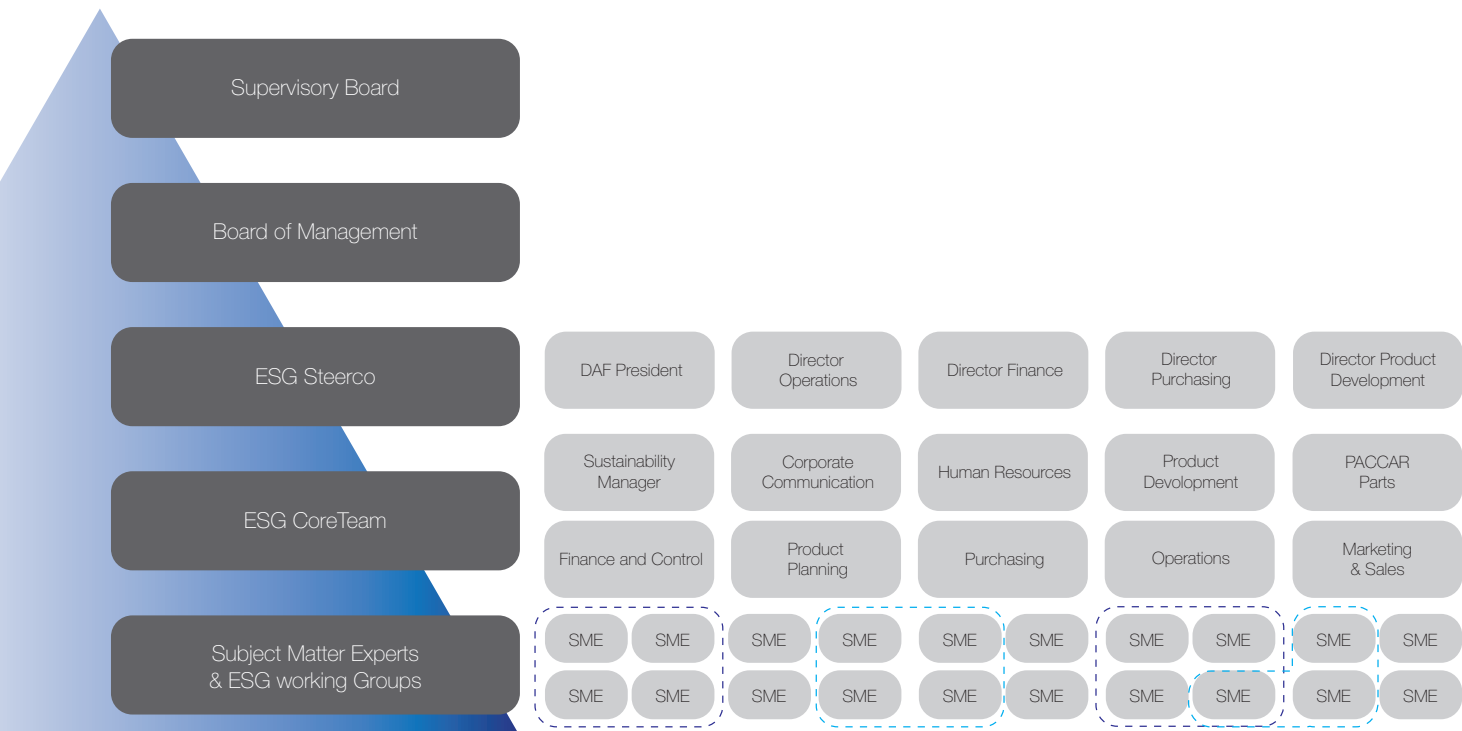 Supervisory Board
Board of Management
ESG Steerco
DAF President
Director
Operations
Director Finance
Director
Purchasing
Director Product
Development
ESG CoreTeam
Sustainability
Manager
Corporate
Communication
Human Resources
Product
Devolopment
PACCAR
Parts
Finance and Control
Product
Planning
Purchasing
Operations
Marketing
& Sales
Subject Matter Experts
& ESG working Groups
SME SME SME SME SME SME SME SME SME SME
SME SME SME SME SME SME SME SME SME SME